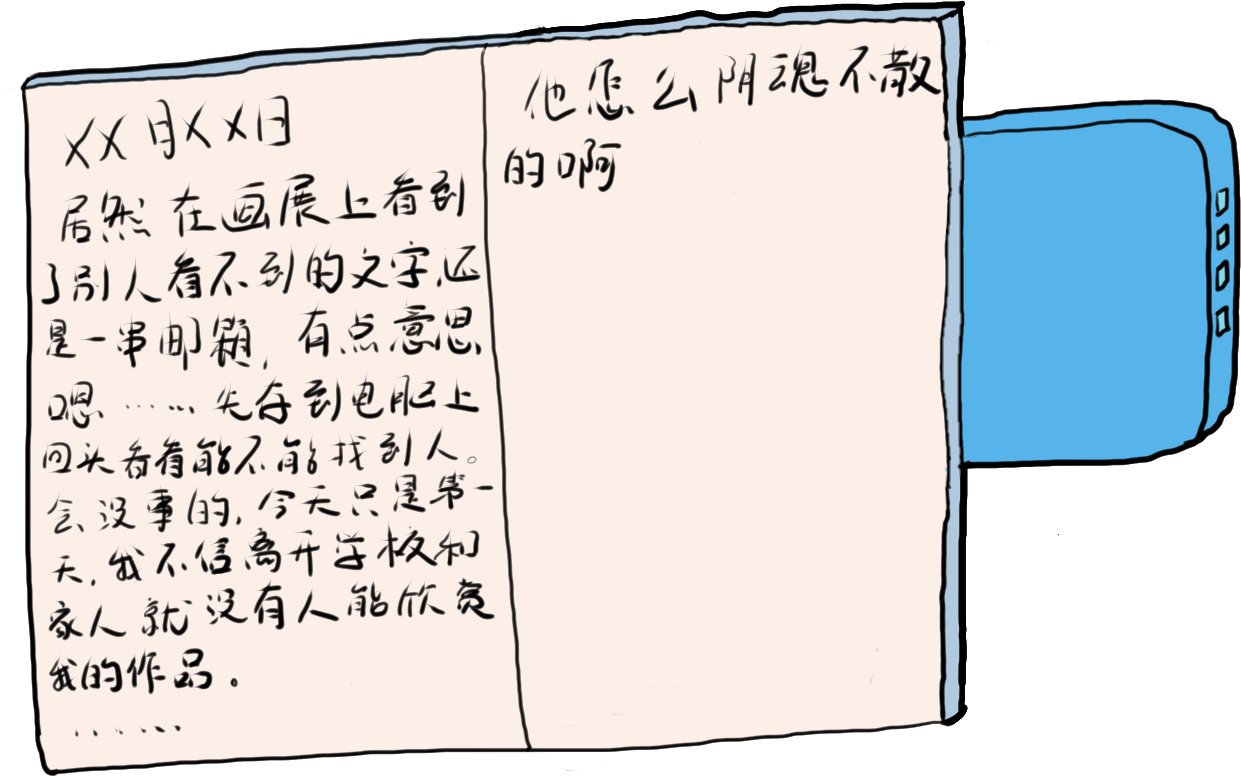 XX月XX日
居然在画展上看到
了别人看不到的文字,还
是一串邮箱,有点意思
嗯……先存到电脑上
回头看看能不能找到人。
会没事的,今天只是第一
天,我不信离开学校和
家人就没有人能欣赏
我的作品。
……
他怎么阴魂不散
的啊